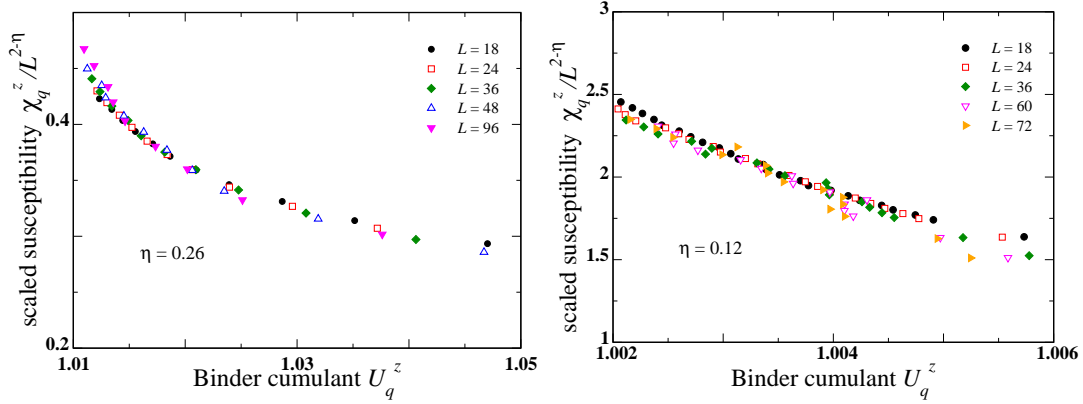 scaled susceptibility χ_q^z/L^{2-η}
0.4
0.2
L = 18
L = 24
L = 36
L = 48
L = 96
η = 0.26
1.01
1.03
1.05
Binder cumulant U_q^z
scaled susceptibility χ_q^z/L^{2-η}
3
2.5
2
1.5
1
L = 18
L = 24
L = 36
L = 60
L = 72
η = 0.12
1.002
1.004
1.006
Binder cumulant U_q^z